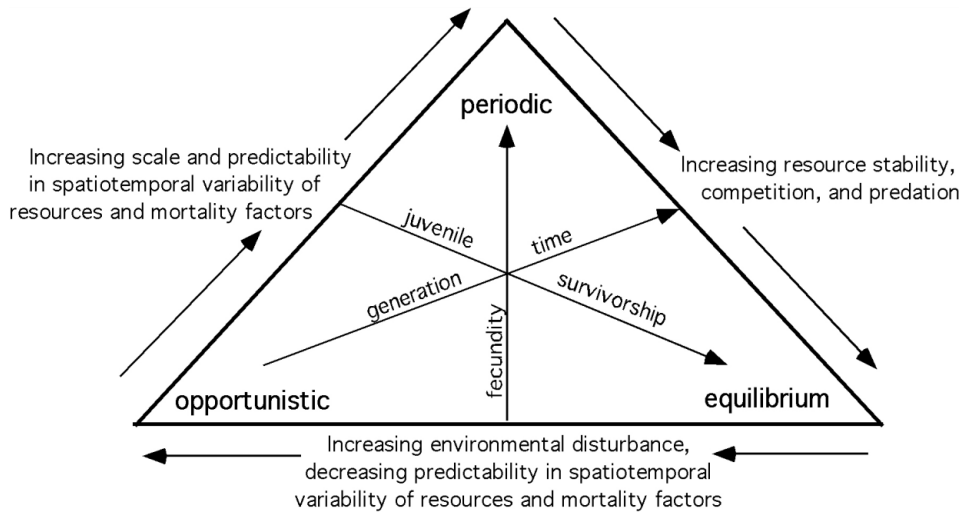 periodic
Increasing scale and predictability
in spatiotemporal variability of
resources and mortality factors
Increasing resource stability,
competition, and predation
juvenile
time
generation
survivorship
fecundity
opportunistic
equilibrium
Increasing environmental disturbance,
decreasing predictability in spatiotemporal
variability of resources and mortality factors